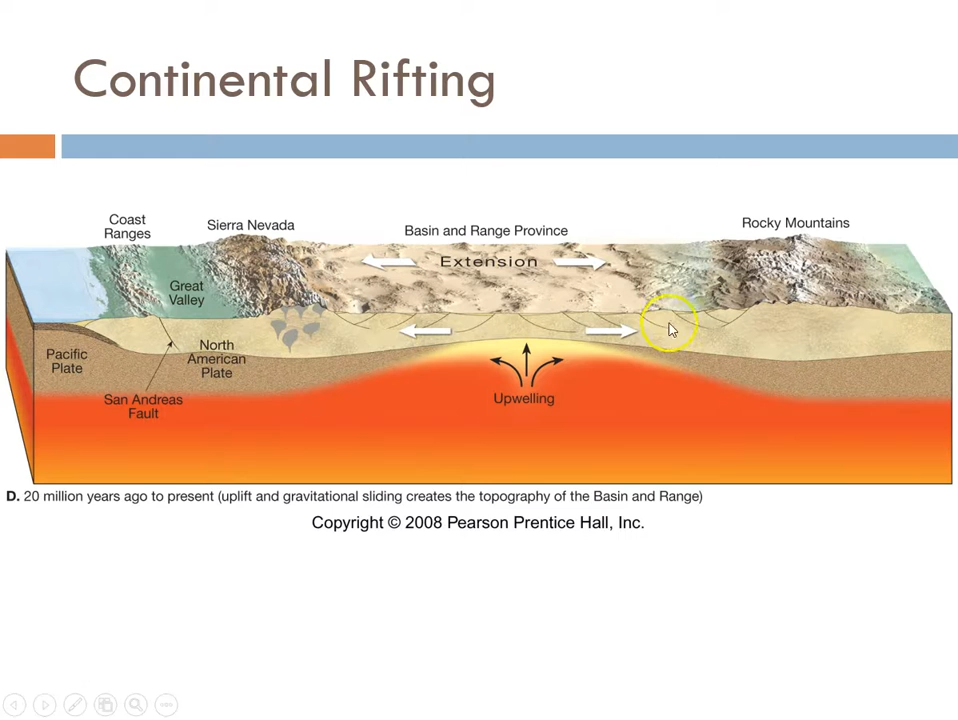 Continental Rifting
Coast
Ranges
Sierra Nevada
Basin and Range Province
Rocky Mountains
Extension
Great
Valley
Pacific
Plate
North
American
Plate
San Andreas
Fault
Upwelling
D. 20 million years ago to present (uplift and gravitational sliding creates the topography of the Basin and Range)
Copyright © 2008 Pearson Prentice Hall, Inc.